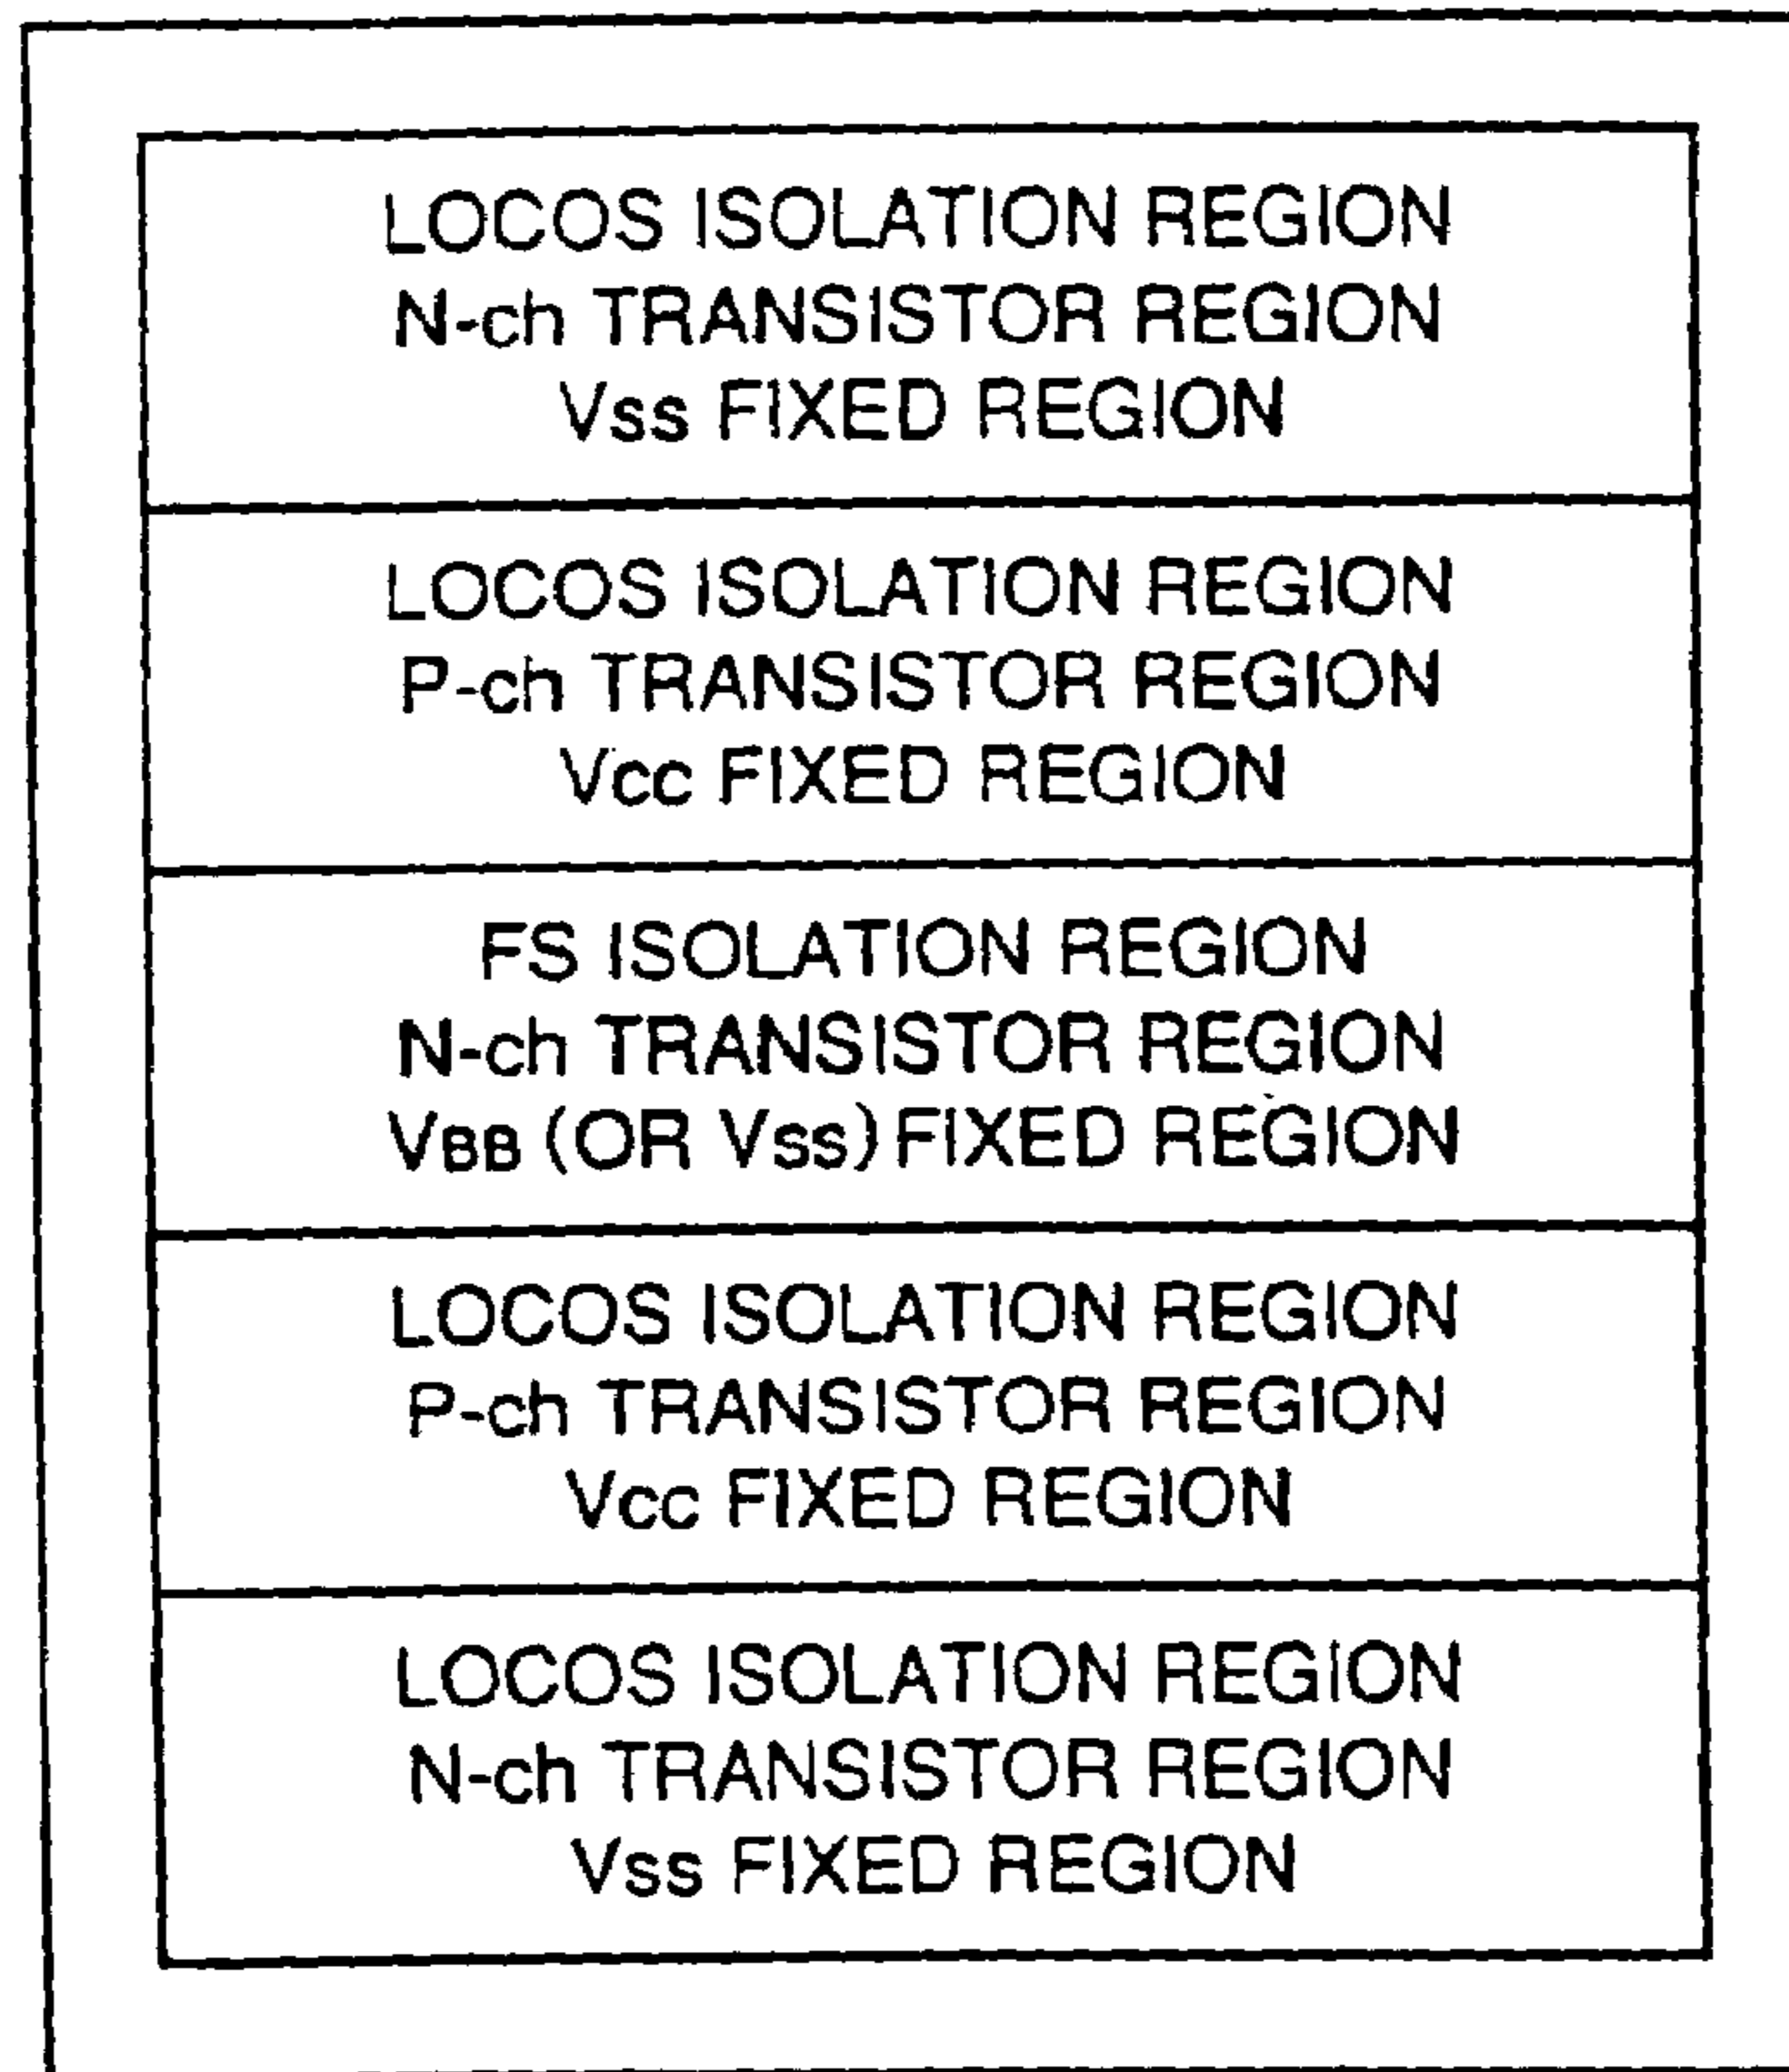 LOCOS ISOLATION REGION
N-ch TRANSISTOR REGION
Vss FIXED REGION
LOCOS ISOLATION REGION
P-ch TRANSISTOR REGION
Vcc FIXED REGION
FS ISOLATION REGION
N-ch TRANSISTOR REGION
VBB (OR Vss) FIXED REGION
LOCOS ISOLATION REGION
P-ch TRANSISTOR REGION
Vcc FIXED REGION
LOCOS ISOLATION REGION
N-ch TRANSISTOR REGION
Vss FIXED REGION